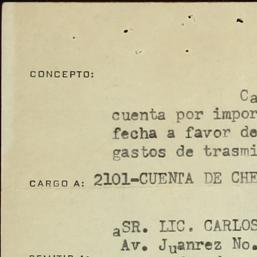 CONCEPTO:
Ca
cuenta por impor
fecha a favor de
gastos de trasmi
CARGO A: 2101-CUENTA DE CHE
aSR. LIC. CARLOS
Av. Juanrez No.